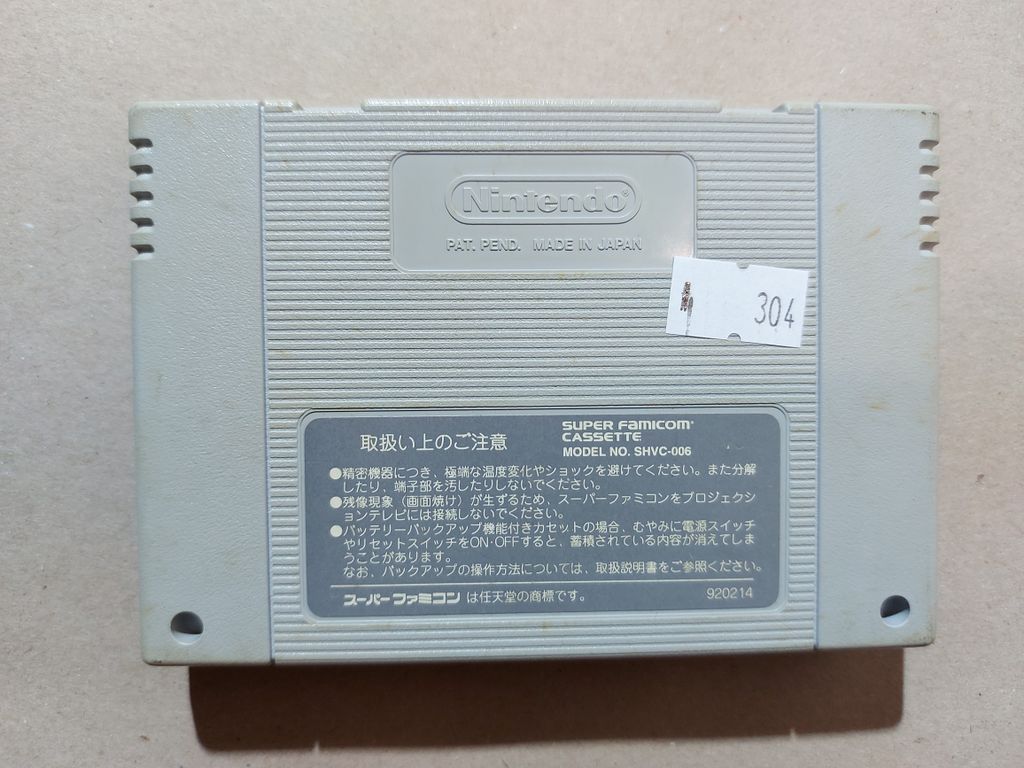 Nintendo®
PAT. PEND. MADE IN JAPAN
304
取扱い上のご注意
SUPER FAMICOM®
CASSETTE
MODEL NO. SHVC-006
●精密機器につき、極端な温度変化やショックを避けてください。また分解
したり、端子部を汚したりしないでください。
●残像現象（画面焼け）が生ずるため、スーパーファミコンをプロジェクシ
ョンテレビには接続しないでください。
●バッテリーバックアップ機能付きカセットの場合、むやみに電源スイッチ
やリセットスイッチをON·OFFすると、蓄積されている内容が消えてしま
うことがあります。
なお、バックアップの操作方法については、取扱説明書をご参照ください。
スーパーファミコン は任天堂の商標です。
920214